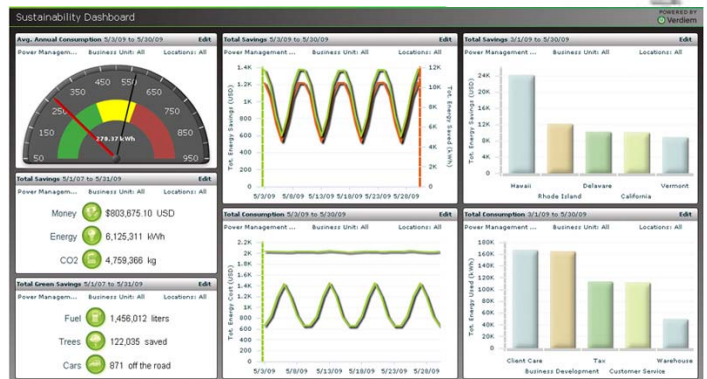 Sustainability Dashboard
POWERED BY
Verdiem
Avg. Annual Consumption 5/3/09 to 5/30/09 Edit
Power Managem... Business Unit: All Locations: All
50 150 250 350 450 550 650 750 850 950
278.37 kWh
Total Savings 5/1/07 to 5/31/09 Edit
Power Managem... Business Unit: All Locations: All
Money $803,675.10 USD
Energy 6,125,311 kWh
CO2 4,759,366 kg
Total Green Savings 5/1/07 to 5/31/09 Edit
Power Managem... Business Unit: All Locations: All
Fuel 1,456,012 liters
Trees 122,035 saved
Cars 871 off the road
Total Savings 5/3/09 to 5/30/09 Edit
Power Management ... Business Unit: All Locations: All
Tot. Energy Savings (USD)
1.4K
1.2K
1K
800
600
400
200
0
12K
10K
8K
6K
4K
2K
0
Tot. Energy Saved (kWh)
5/3/09 5/8/09 5/13/09 5/18/09 5/23/09 5/28/09
Total Consumption 5/3/09 to 5/30/09 Edit
Power Management ... Business Unit: All Locations: All
Tot. Energy Cost (USD)
2.2K
2K
1.8K
1.6K
1.4K
1.2K
1K
800
600
400
200
0
5/3/09 5/8/09 5/13/09 5/18/09 5/23/09 5/28/09
Total Savings 3/1/09 to 5/30/09 Edit
Power Management ... Business Unit: All Locations: All
Tot. Energy Savings (USD)
24K
20K
16K
12K
8K
4K
0
Hawaii Delaware Vermont
Rhode Island California
Total Consumption 3/1/09 to 5/30/09 Edit
Power Management ... Business Unit: All Locations: All
Tot. Energy Used (kWh)
180K
160K
140K
120K
100K
80K
60K
40K
20K
0
Client Care Tax Warehouse
Business Development Customer Service